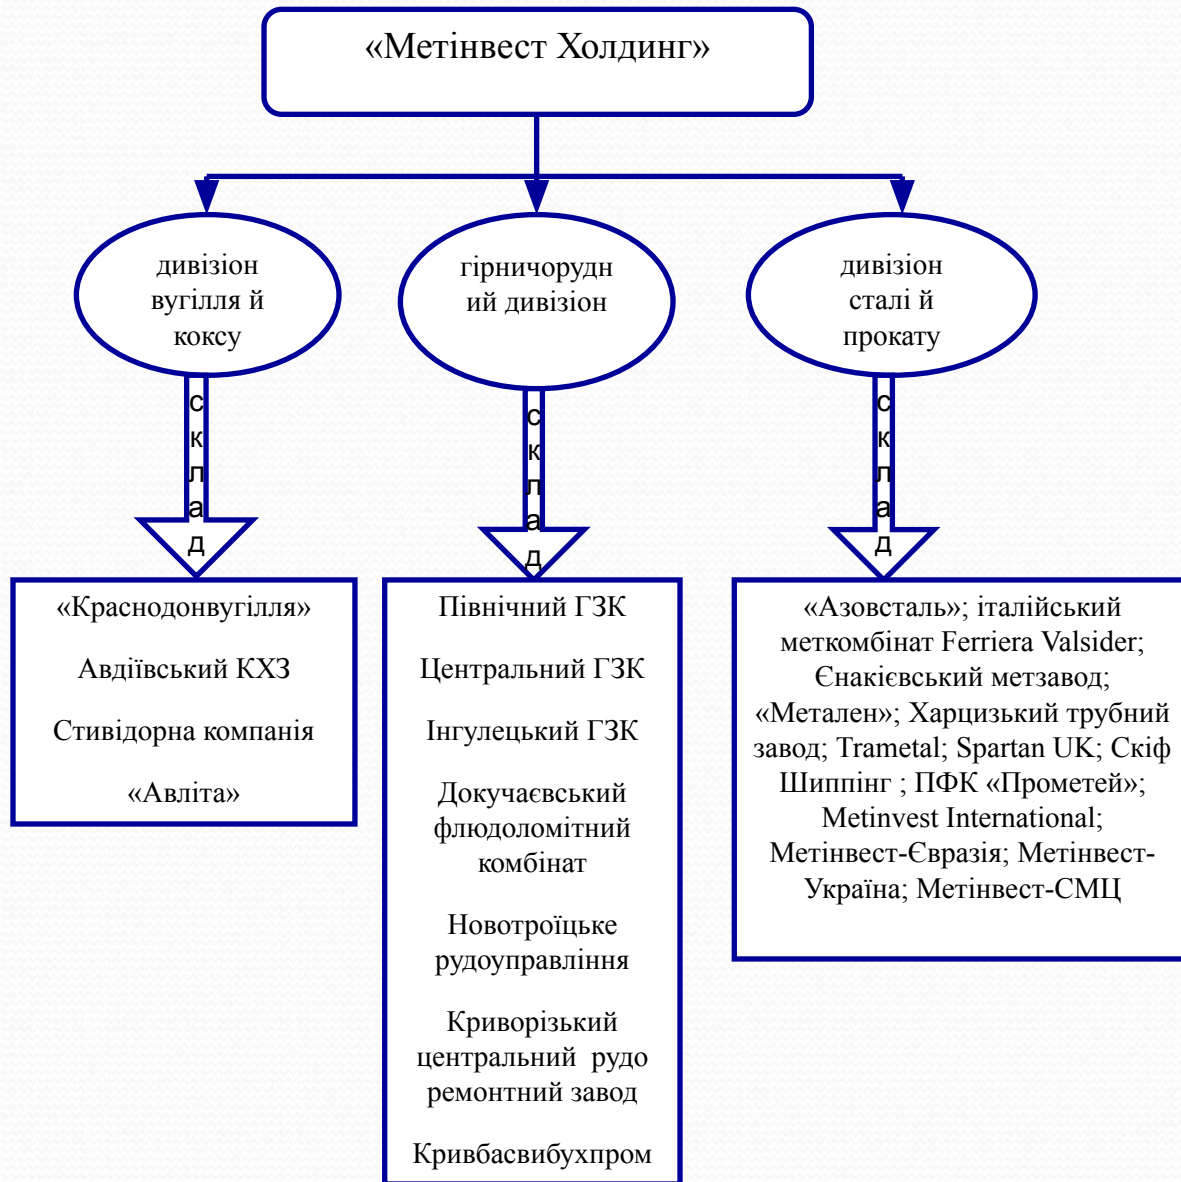 «Метінвест Холдинг»
дивізіон
вугілля й
коксу
гірничорудн
ий дивізіон
дивізіон
сталі й
прокату
склад
склад
склад
«Краснодонвугілля»
Авдіївський КХЗ
Стивідорна компанія
«Авліта»
Північний ГЗК
Центральний ГЗК
Інгулецький ГЗК
Докучаєвський
флюдоломітний
комбінат
Новотроїцьке
рудоуправління
Криворізький
центральний рудо
ремонтний завод
Кривбасвибухпром
«Азовсталь»; італійський
меткомбінат Ferriera Valsider;
Єнакієвський метзавод;
«Метален»; Харцизький трубний
завод; Trametal; Spartan UK; Скіф
Шиппінг ; ПФК «Прометей»;
Metinvest International;
Метінвест-Євразія; Метінвест-
Україна; Метінвест-СМЦ